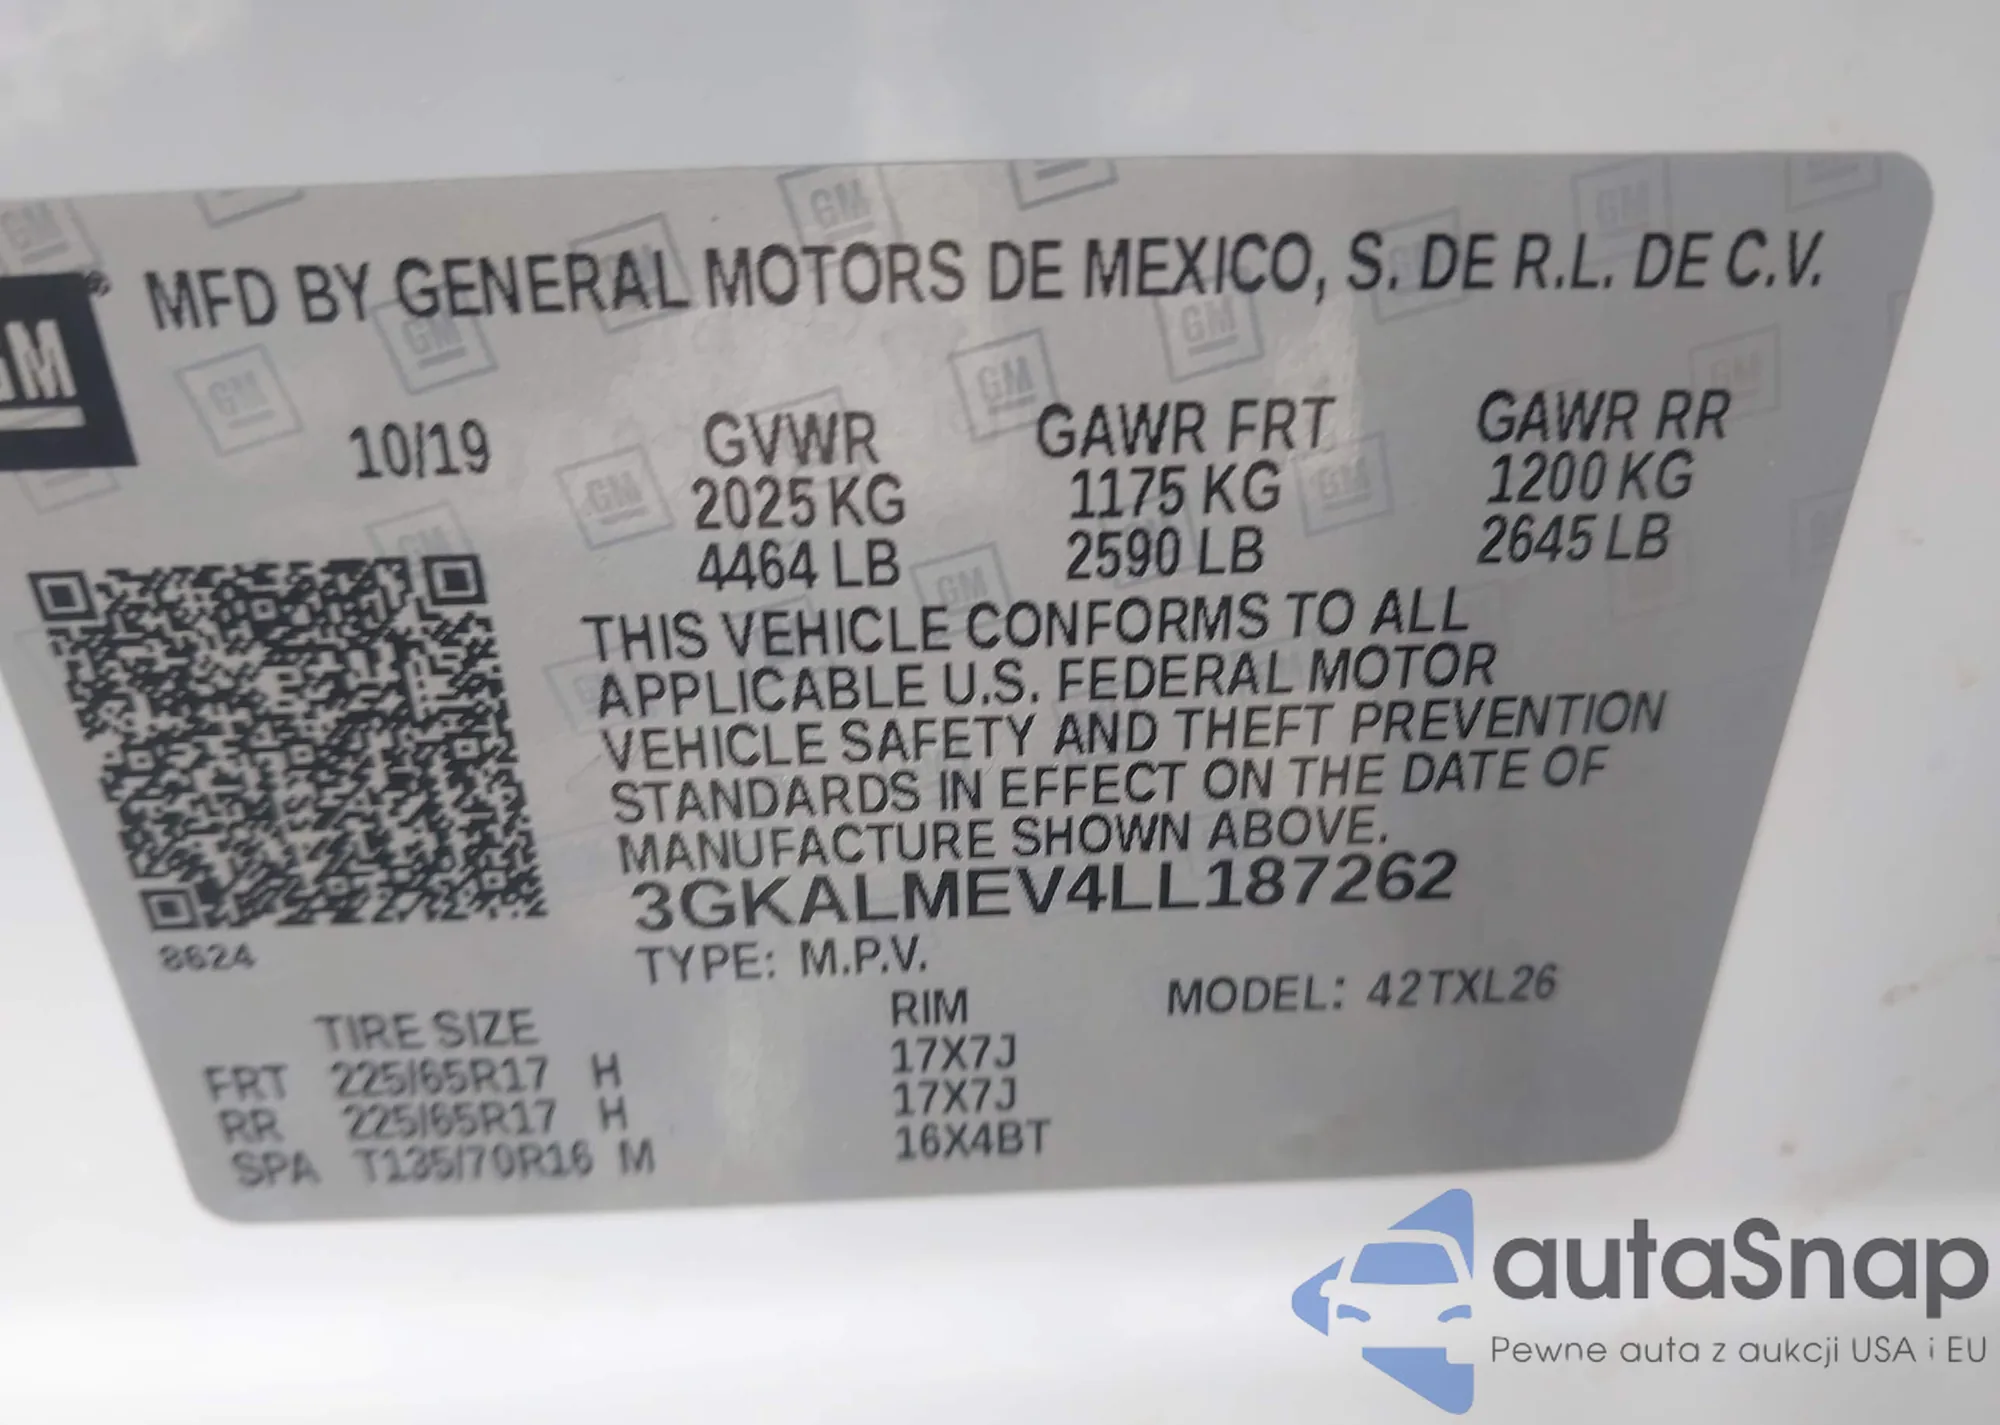 GM
MFD BY GENERAL MOTORS DE MEXICO, S. DE R.L. DE C.V.
10/19 GVWR GAWR FRT GAWR RR
2025 KG 1175 KG 1200 KG
4464 LB 2590 LB 2645 LB
THIS VEHICLE CONFORMS TO ALL
APPLICABLE U.S. FEDERAL MOTOR
VEHICLE SAFETY AND THEFT PREVENTION
STANDARDS IN EFFECT ON THE DATE OF
MANUFACTURE SHOWN ABOVE.
3GKALMEV4LL187262
8624
TYPE: M.P.V.
MODEL: 42TXL26
TIRE SIZE RIM
FRT 225/65R17 H 17X7J
RR 225/65R17 H 17X7J
SPA T135/70R16 M 16X4BT
autaSnap
Pewne auta z aukcji USA i EU